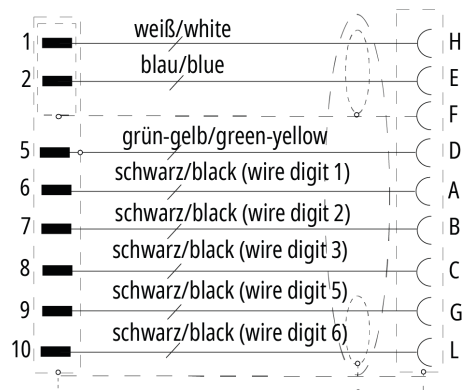 1 weiß/white H
2 blau/blue E
F
5 grün-gelb/green-yellow D
6 schwarz/black (wire digit 1) A
7 schwarz/black (wire digit 2) B
8 schwarz/black (wire digit 3) C
9 schwarz/black (wire digit 5) G
10 schwarz/black (wire digit 6) L